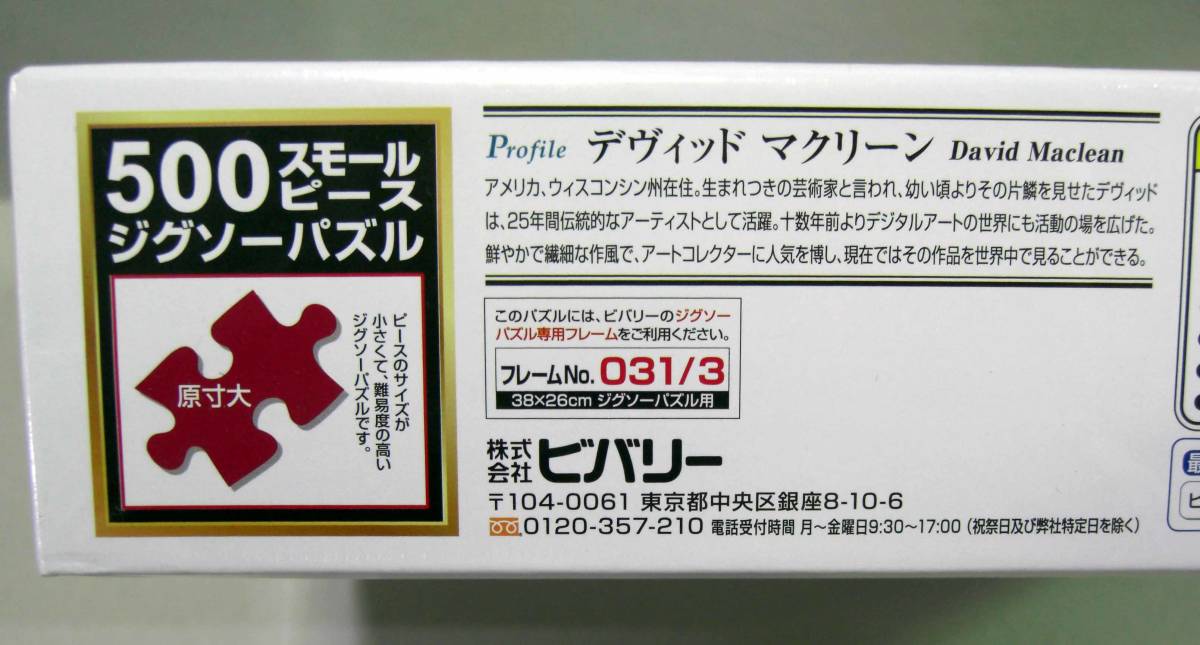 500スモール
ピース
ジグソーパズル
原寸大
ピースのサイズが
小さくて、難易度の高い
ジグソーパズルです。
Profile デヴィッド マクリーン David Maclean
アメリカ、ウィスコンシン州在住。生まれつきの芸術家と言われ、幼い頃よりその片鱗を見せたデヴィッド
は、25年間伝統的なアーティストとして活躍。十数年前よりデジタルアートの世界にも活動の場を広げた。
鮮やかで繊細な作風で、アートコレクターに人気を博し、現在ではその作品を世界中で見ることができる。
このパズルには、ビバリーのジグソー
パズル専用フレームをご利用ください。
フレームNo. 031/3
38×26cm ジグソーパズル用
株式会社 ビバリー
〒104-0061 東京都中央区銀座8-10-6
0120-357-210 電話受付時間 月～金曜日9:30～17:00 (祝祭日及び弊社特定日を除く)
最
ピ